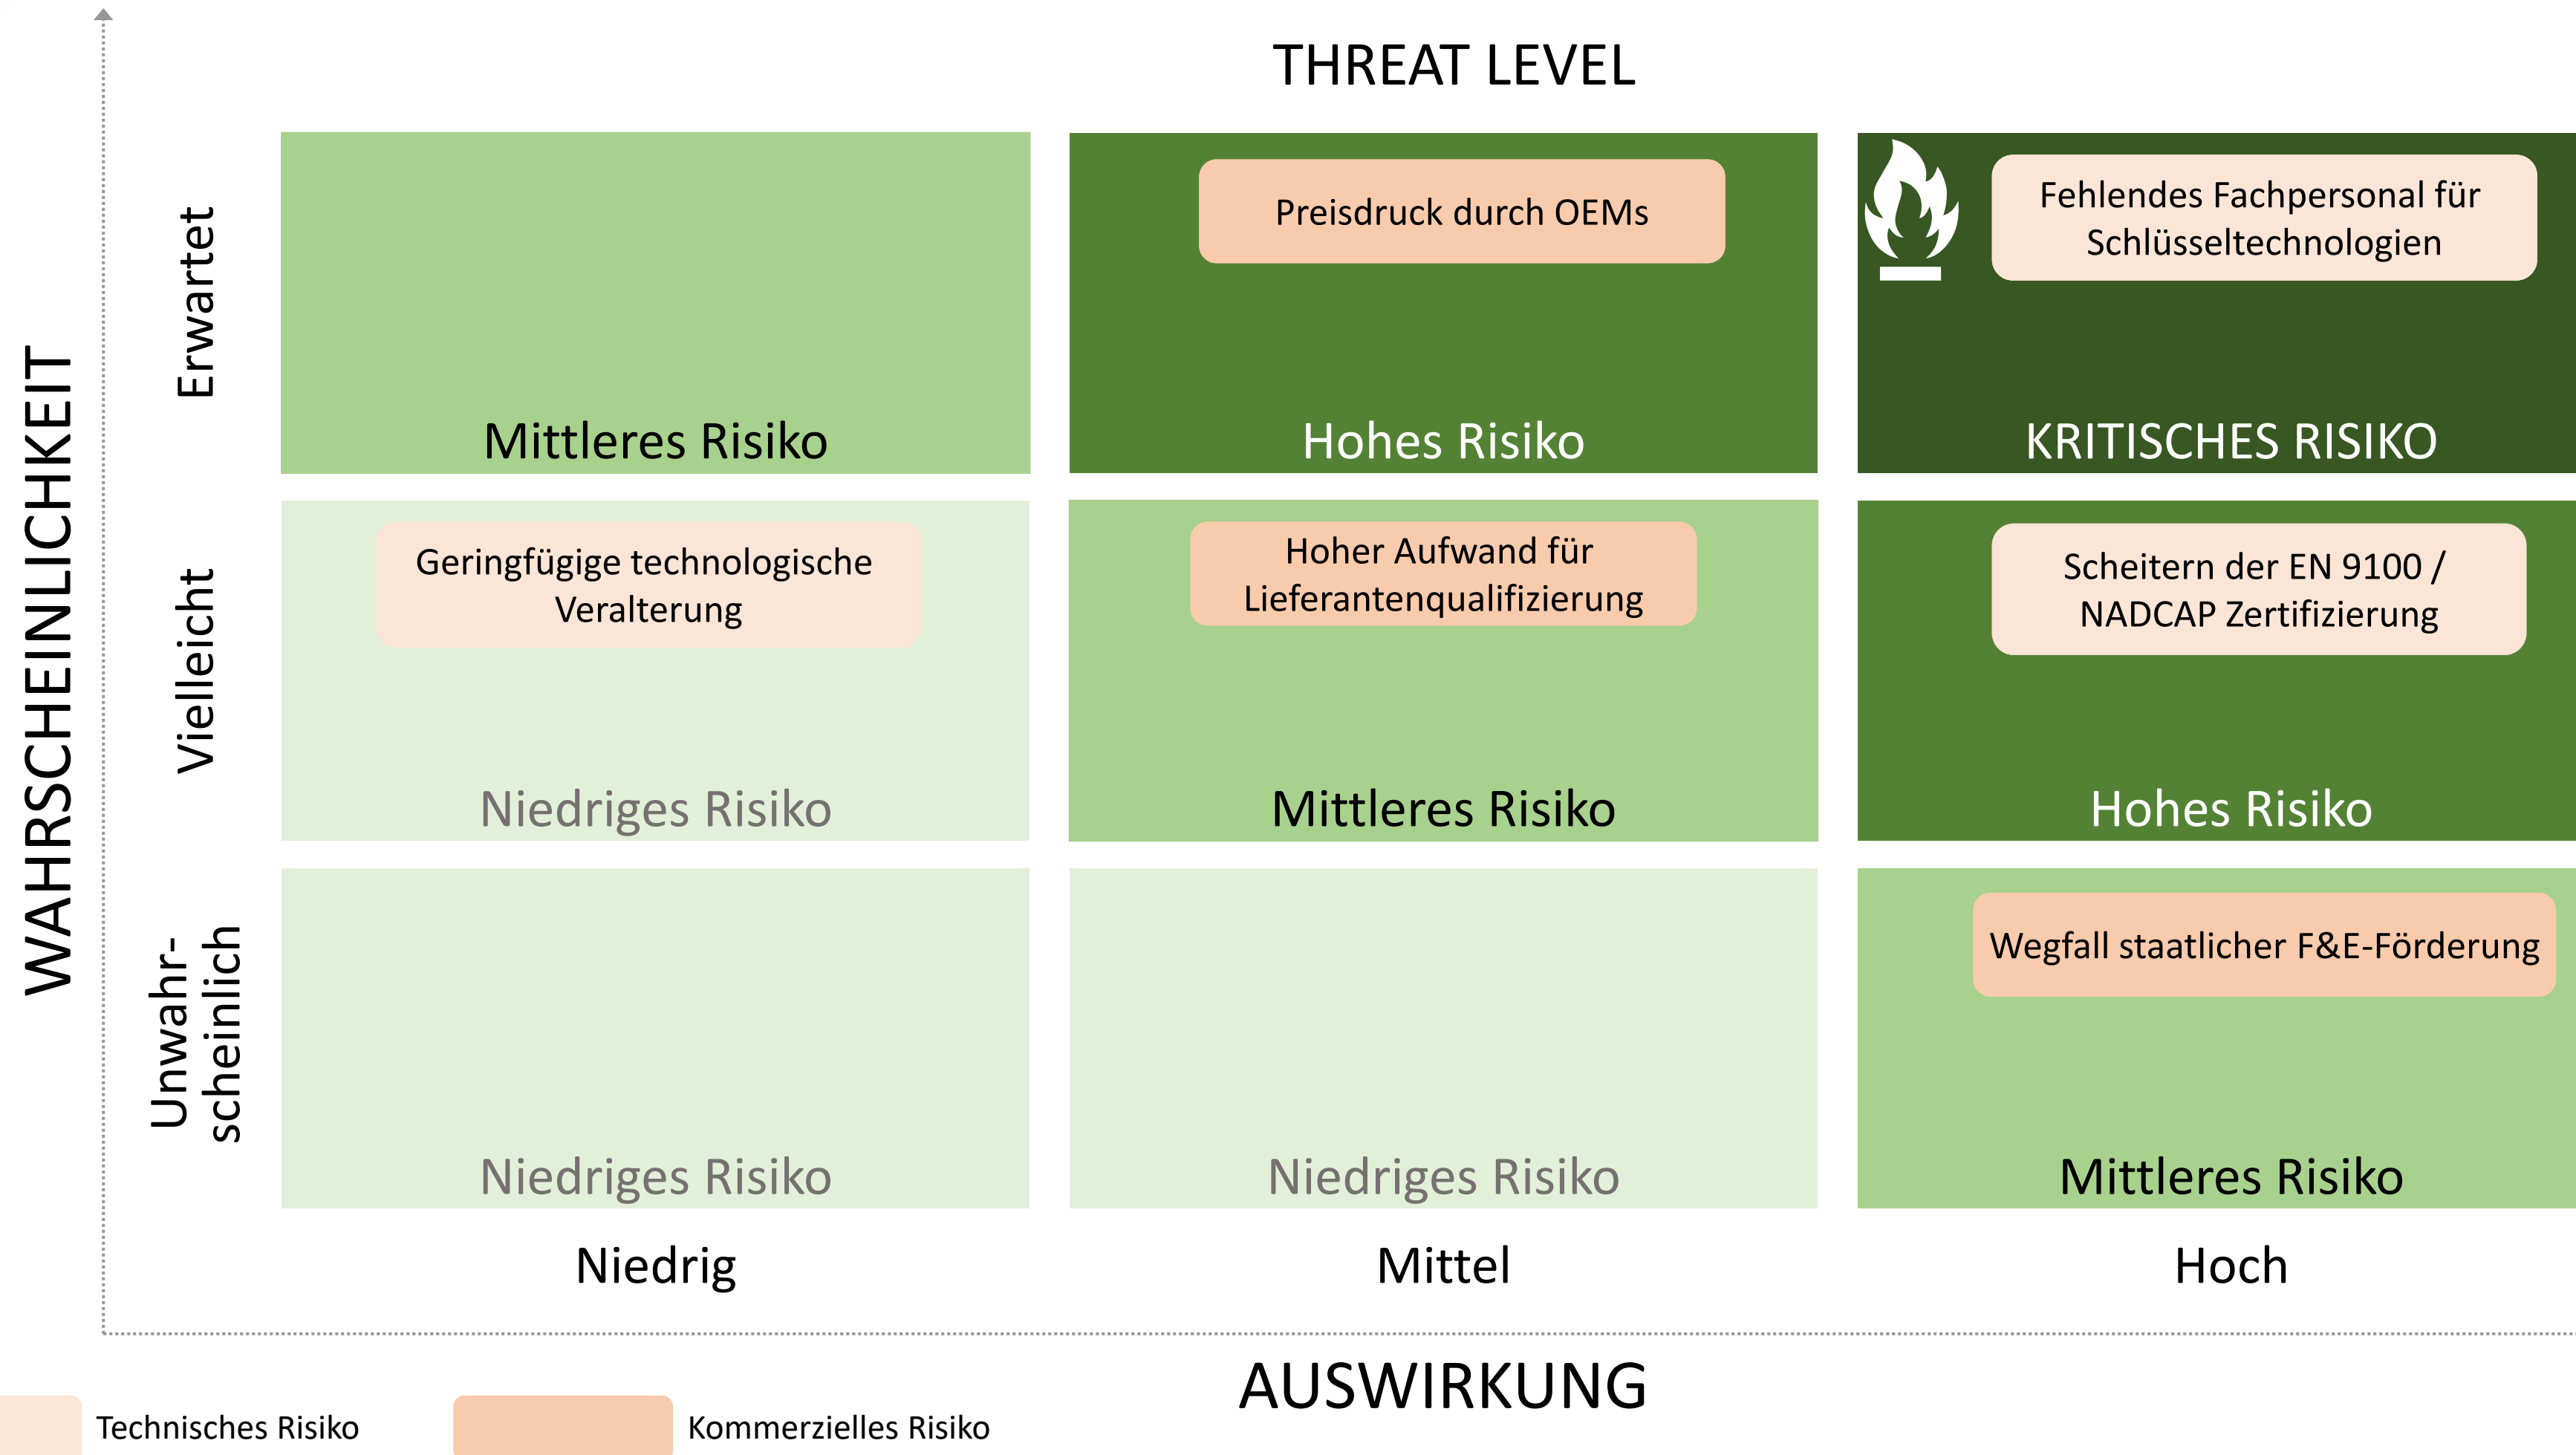 THREAT LEVEL
WAHRSCHEINLICHKEIT
Erwartet
Preisdruck durch OEMs
Fehlendes Fachpersonal für
Schlüsseltechnologien
Mittleres Risiko
Hohes Risiko
KRITISCHES RISIKO
Vielleicht
Geringfügige technologische
Veralterung
Hoher Aufwand für
Lieferantenqualifizierung
Scheitern der EN 9100 /
NADCAP Zertifizierung
Niedriges Risiko
Mittleres Risiko
Hohes Risiko
Unwahr-
scheinlich
Wegfall staatlicher F&E-Förderung
Niedriges Risiko
Niedriges Risiko
Mittleres Risiko
Niedrig
Mittel
Hoch
AUSWIRKUNG
Technisches Risiko
Kommerzielles Risiko